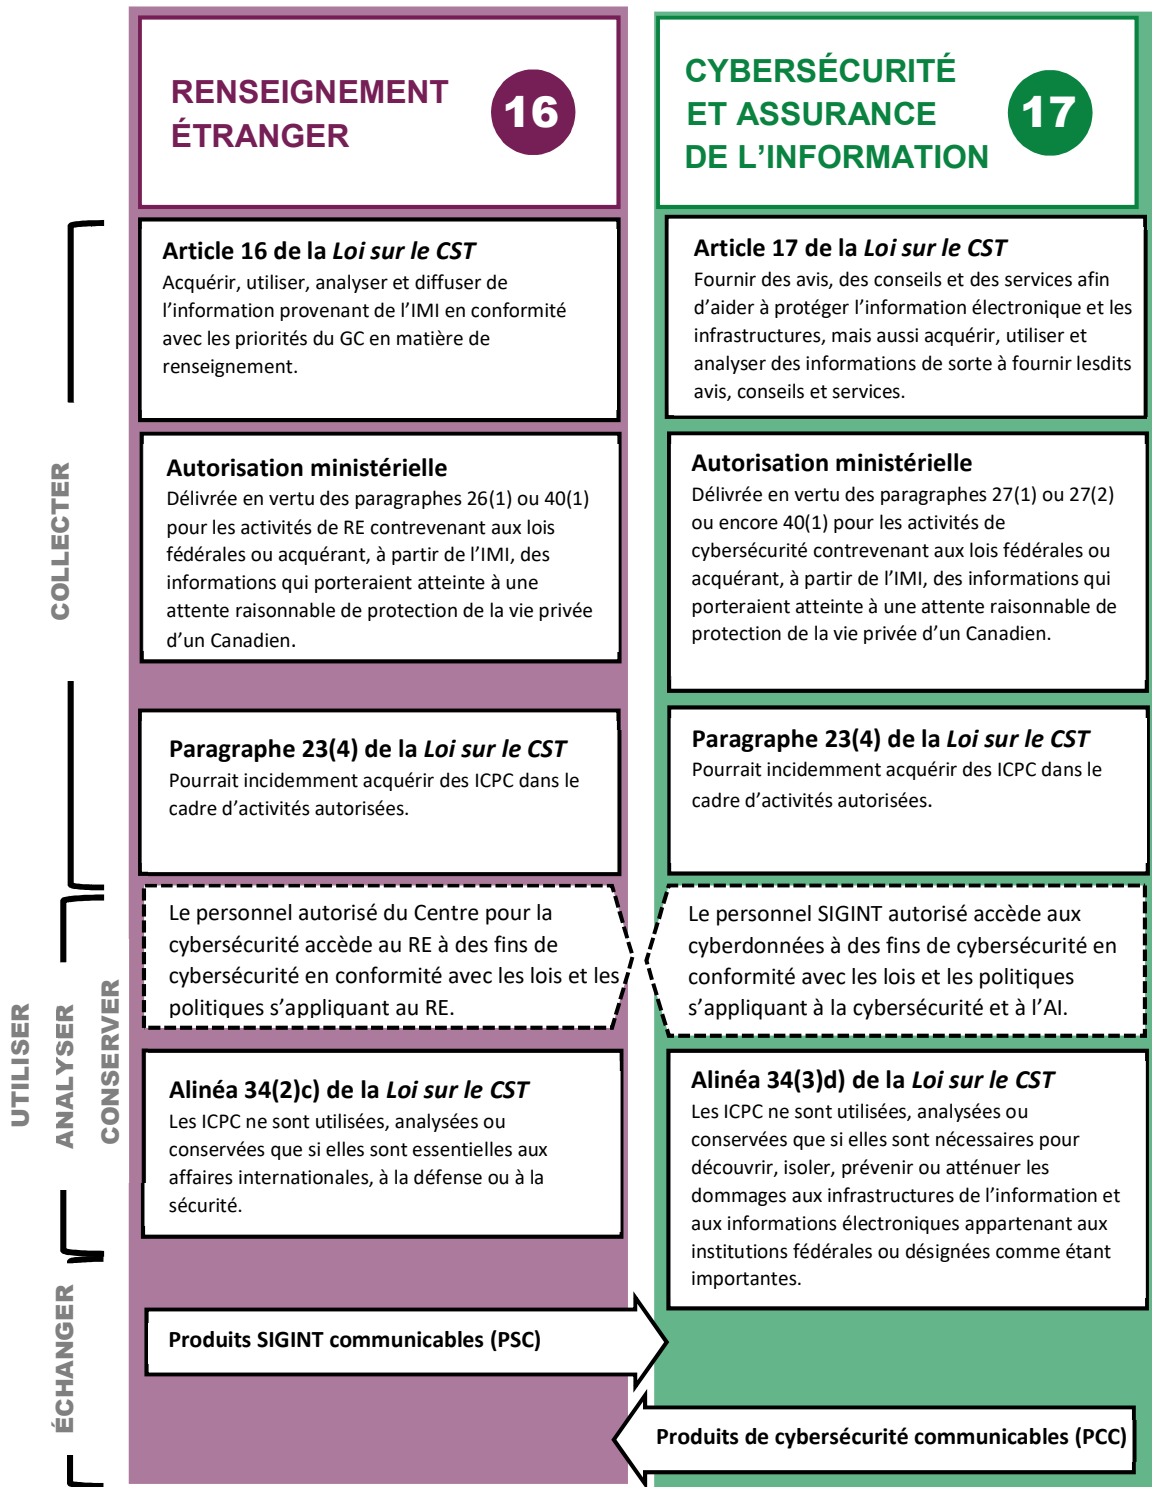 RENSEIGNEMENT
ÉTRANGER
16
CYBERSÉCURITÉ
ET ASSURANCE
DE L’INFORMATION
17
COLLECTER
Article 16 de la Loi sur le CST
Acquérir, utiliser, analyser et diffuser de
l’information provenant de l’IMI en conformité
avec les priorités du GC en matière de
renseignement.
Article 17 de la Loi sur le CST
Fournir des avis, des conseils et des services afin
d’aider à protéger l’information électronique et les
infrastructures, mais aussi acquérir, utiliser et
analyser des informations de sorte à fournir lesdits
avis, conseils et services.
Autorisation ministérielle
Délivrée en vertu des paragraphes 26(1) ou 40(1)
pour les activités de RE contrevenant aux lois
fédérales ou acquérant, à partir de l’IMI, des
informations qui porteraient atteinte à une
attente raisonnable de protection de la vie privée
d’un Canadien.
Autorisation ministérielle
Délivrée en vertu des paragraphes 27(1) ou 27(2)
ou encore 40(1) pour les activités de
cybersécurité contrevenant aux lois fédérales ou
acquérant, à partir de l’IMI, des informations qui
porteraient atteinte à une attente raisonnable de
protection de la vie privée d’un Canadien.
Paragraphe 23(4) de la Loi sur le CST
Pourrait incidemment acquérir des ICPC dans le
cadre d’activités autorisées.
Paragraphe 23(4) de la Loi sur le CST
Pourrait incidemment acquérir des ICPC dans le
cadre d’activités autorisées.
UTILISER
ANALYSER
CONSERVER
Le personnel autorisé du Centre pour la
cybersécurité accède au RE à des fins de
cybersécurité en conformité avec les lois et les
politiques s’appliquant au RE.
Le personnel SIGINT autorisé accède aux
cyberdonnées à des fins de cybersécurité en
conformité avec les lois et les politiques
s’appliquant à la cybersécurité et à l’AI.
Alinéa 34(2)c) de la Loi sur le CST
Les ICPC ne sont utilisées, analysées ou
conservées que si elles sont essentielles aux
affaires internationales, à la défense ou à la
sécurité.
Alinéa 34(3)d) de la Loi sur le CST
Les ICPC ne sont utilisées, analysées ou
conservées que si elles sont nécessaires pour
découvrir, isoler, prévenir ou atténuer les
dommages aux infrastructures de l’information et
aux informations électroniques appartenant aux
institutions fédérales ou désignées comme étant
importantes.
ÉCHANGER
Produits SIGINT communicables (PSC)
Produits de cybersécurité communicables (PCC)